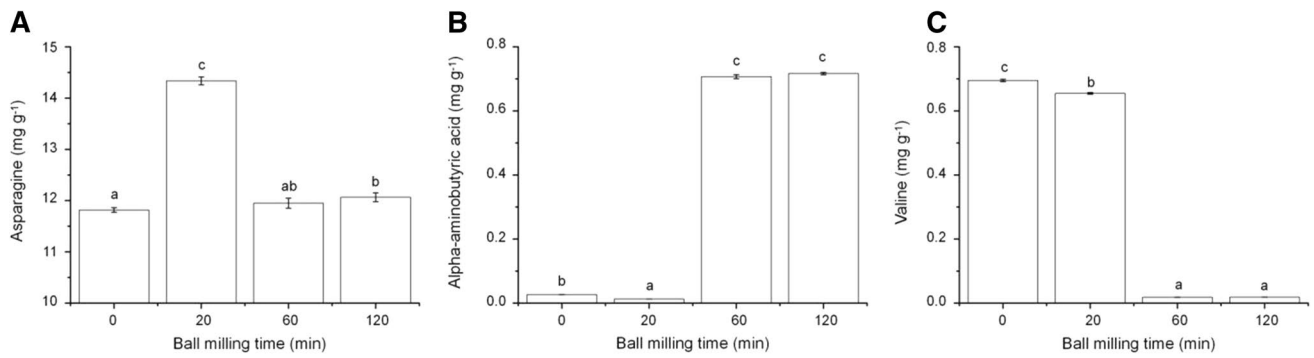 A
Asparagine (mg g-1)
15
14
13
12
11
10
a
c
ab
b
0 20 60 120
Ball milling time (min)
B
Alpha-aminobutyric acid (mg g-1)
0.8
0.6
0.4
0.2
0.0
b
a
c
c
0 20 60 120
Ball milling time (min)
C
Valine (mg g-1)
0.8
0.6
0.4
0.2
0.0
c
b
a
a
0 20 60 120
Ball milling time (min)